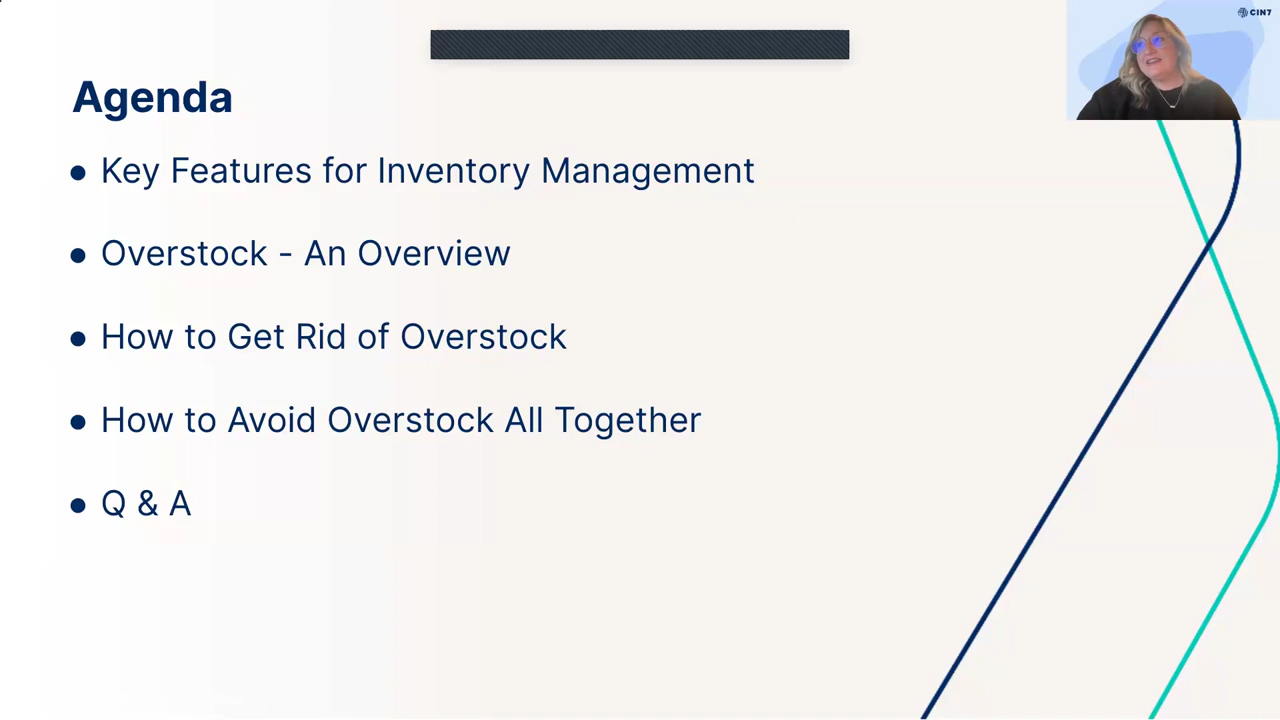 CIN7
Agenda
• Key Features for Inventory Management
• Overstock - An Overview
• How to Get Rid of Overstock
• How to Avoid Overstock All Together
• Q & A